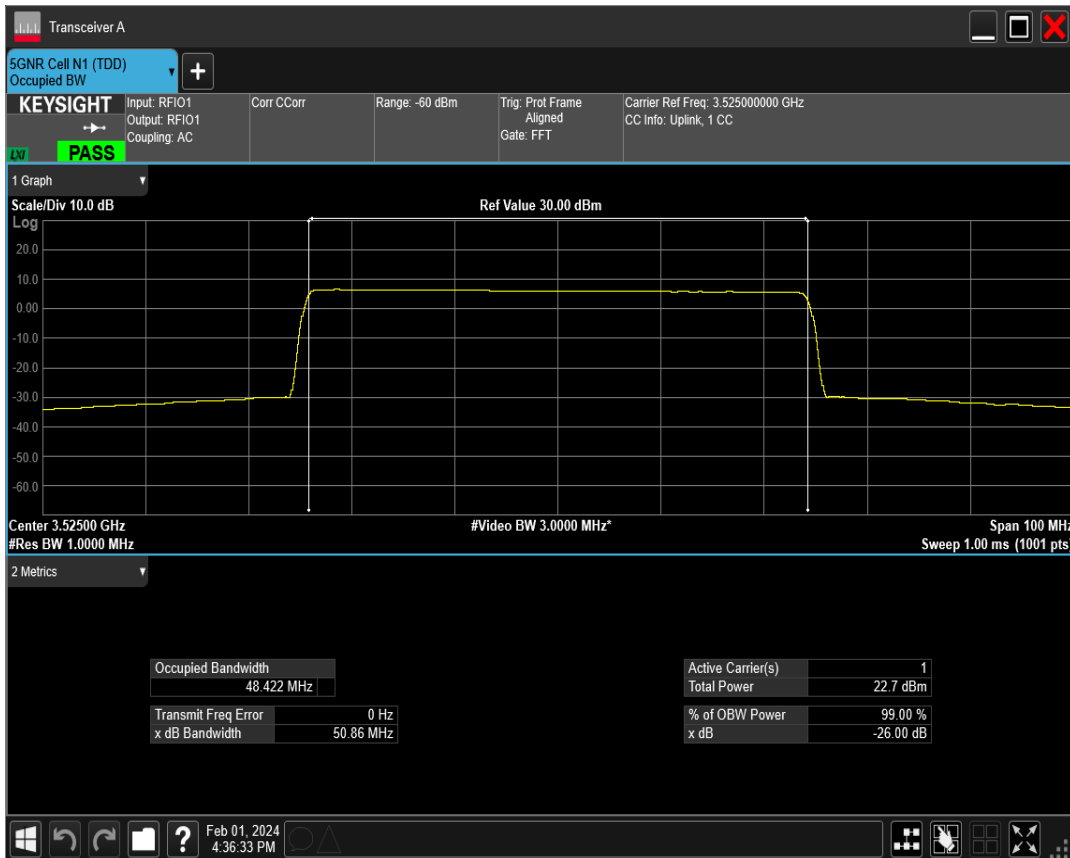 Transceiver A
5GNR Cell N1 (TDD)
Occupied BW
KEYSIGHT
LXI
PASS
Input: RFIO1
Output: RFIO1
Coupling: AC
Corr CCorr
Range: -60 dBm
Trig: Prot Frame
Aligned
Gate: FFT
Carrier Ref Freq: 3.525000000 GHz
CC Info: Uplink, 1 CC
1 Graph
Scale/Div 10.0 dB
Ref Value 30.00 dBm
Log
20.0
10.0
0.00
-10.0
-20.0
-30.0
-40.0
-50.0
-60.0
Center 3.52500 GHz
#Video BW 3.0000 MHz*
Span 100 MHz
#Res BW 1.0000 MHz
Sweep 1.00 ms (1001 pts)
2 Metrics
Occupied Bandwidth
48.422 MHz
Transmit Freq Error 0 Hz
x dB Bandwidth 50.86 MHz
Active Carrier(s) 1
Total Power 22.7 dBm
% of OBW Power 99.00 %
x dB -26.00 dB
?
Feb 01, 2024
4:36:33 PM